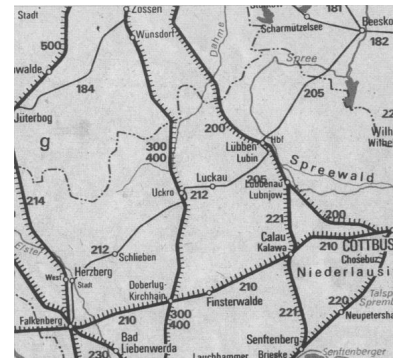 Stadt
Zossen
Wünsdorf
500
Scharmützelsee
181
Beesko
182
Dahme
Spree
nwalde
184
Jüterbog
205
g
200
300
400
Hbf
Lübben
Lubin
Wilh
Spreewald
Luckau
205
Uckro
212
Lübbenau
Lubnjow
214
221
200
Calau
Kalawa
210
COTTBUS
Chosebuz
Niederlausi
212
Schlieben
Elster
West
Herzberg
Stadt
Doberlug-
Kirchhain
210
Finsterwalde
Talsp
Spremb
220
Neupetersha
Falkenberg
210
300
400
221
Bad
Liebenwerda
230
Senftenberg
Lauchhammer
Brieske
Senftenberger